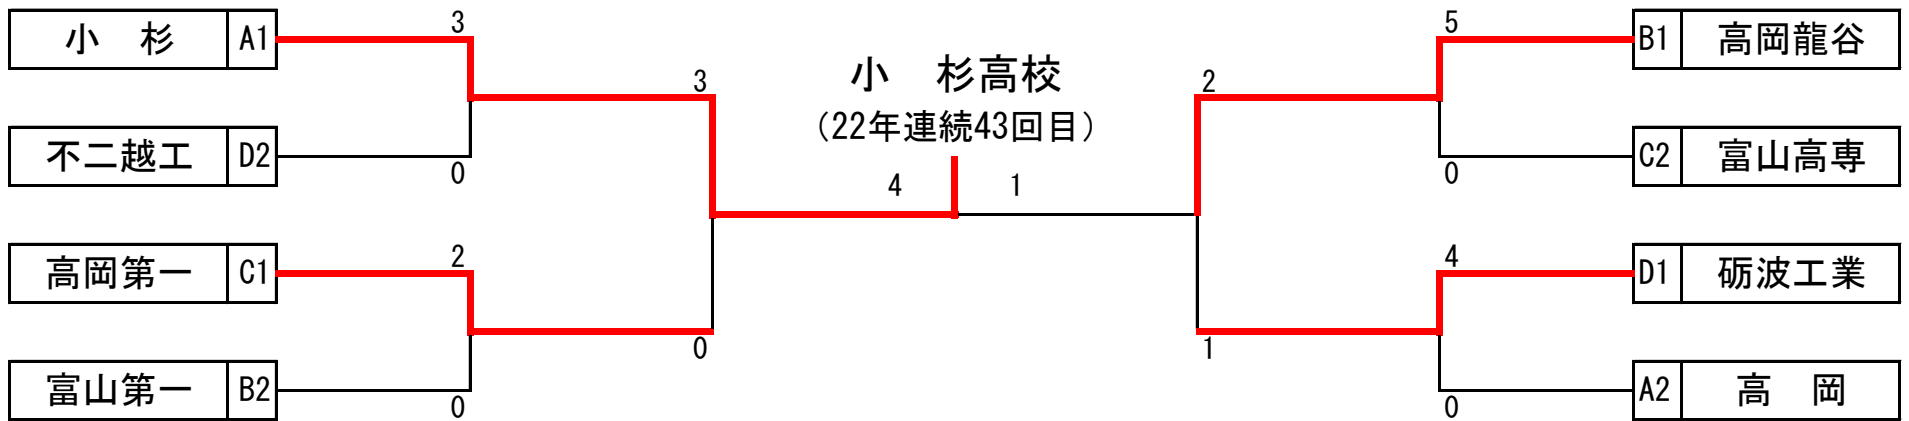 小　杉 A1 3 5 B1 高岡龍谷
3 小　杉高校 2
（22年連続43回目）
不二越工 D2 0 4 1 0 C2 富山高専
高岡第一 C1 2 4 D1 砺波工業
0 1
富山第一 B2 0 0 A2 高　岡